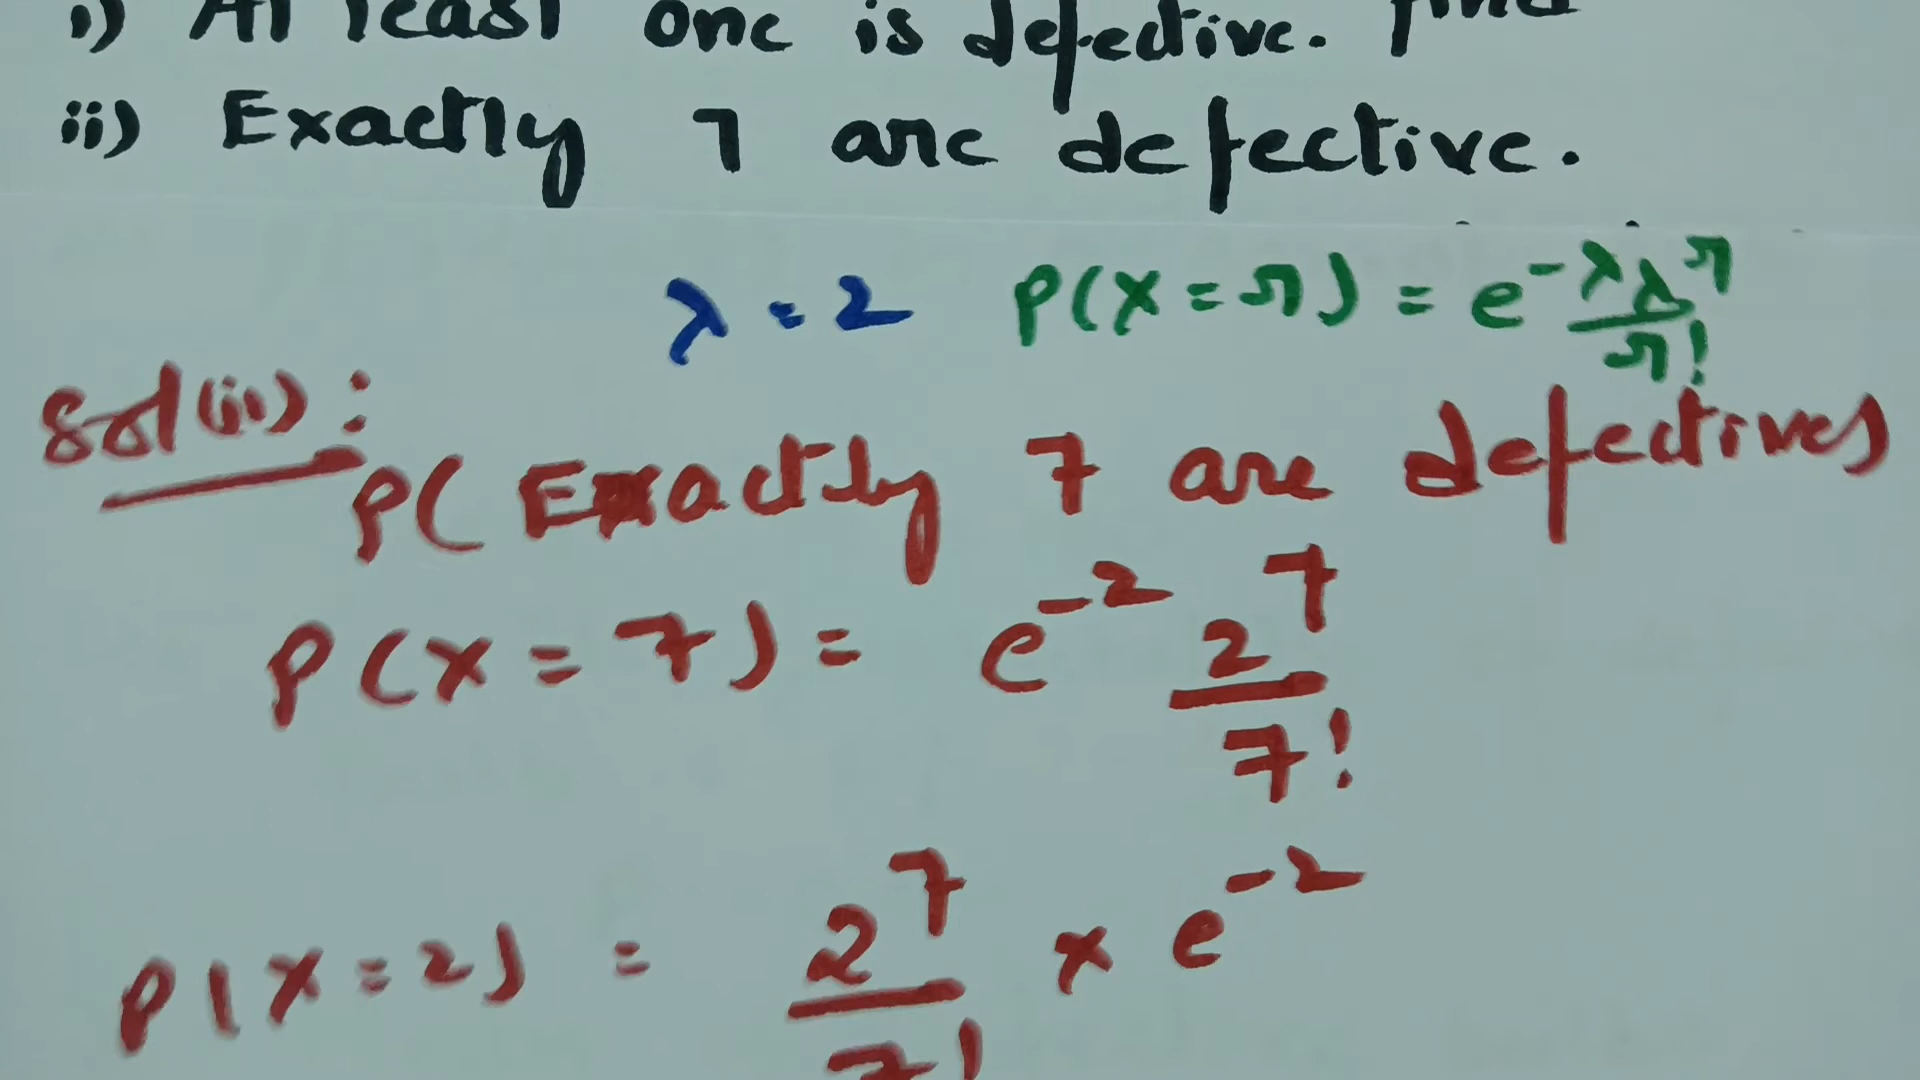 i) At least one is defective. Find
ii) Exactly 7 are defective.
λ = 2 P(X = r) = e^-λ λ^r / r!
Sol(ii):
P( Exactly 7 are defectives)
P(X = 7) = e^-2 2^7 / 7!
P(X = 2) = 2^7 / 7! × e^-2